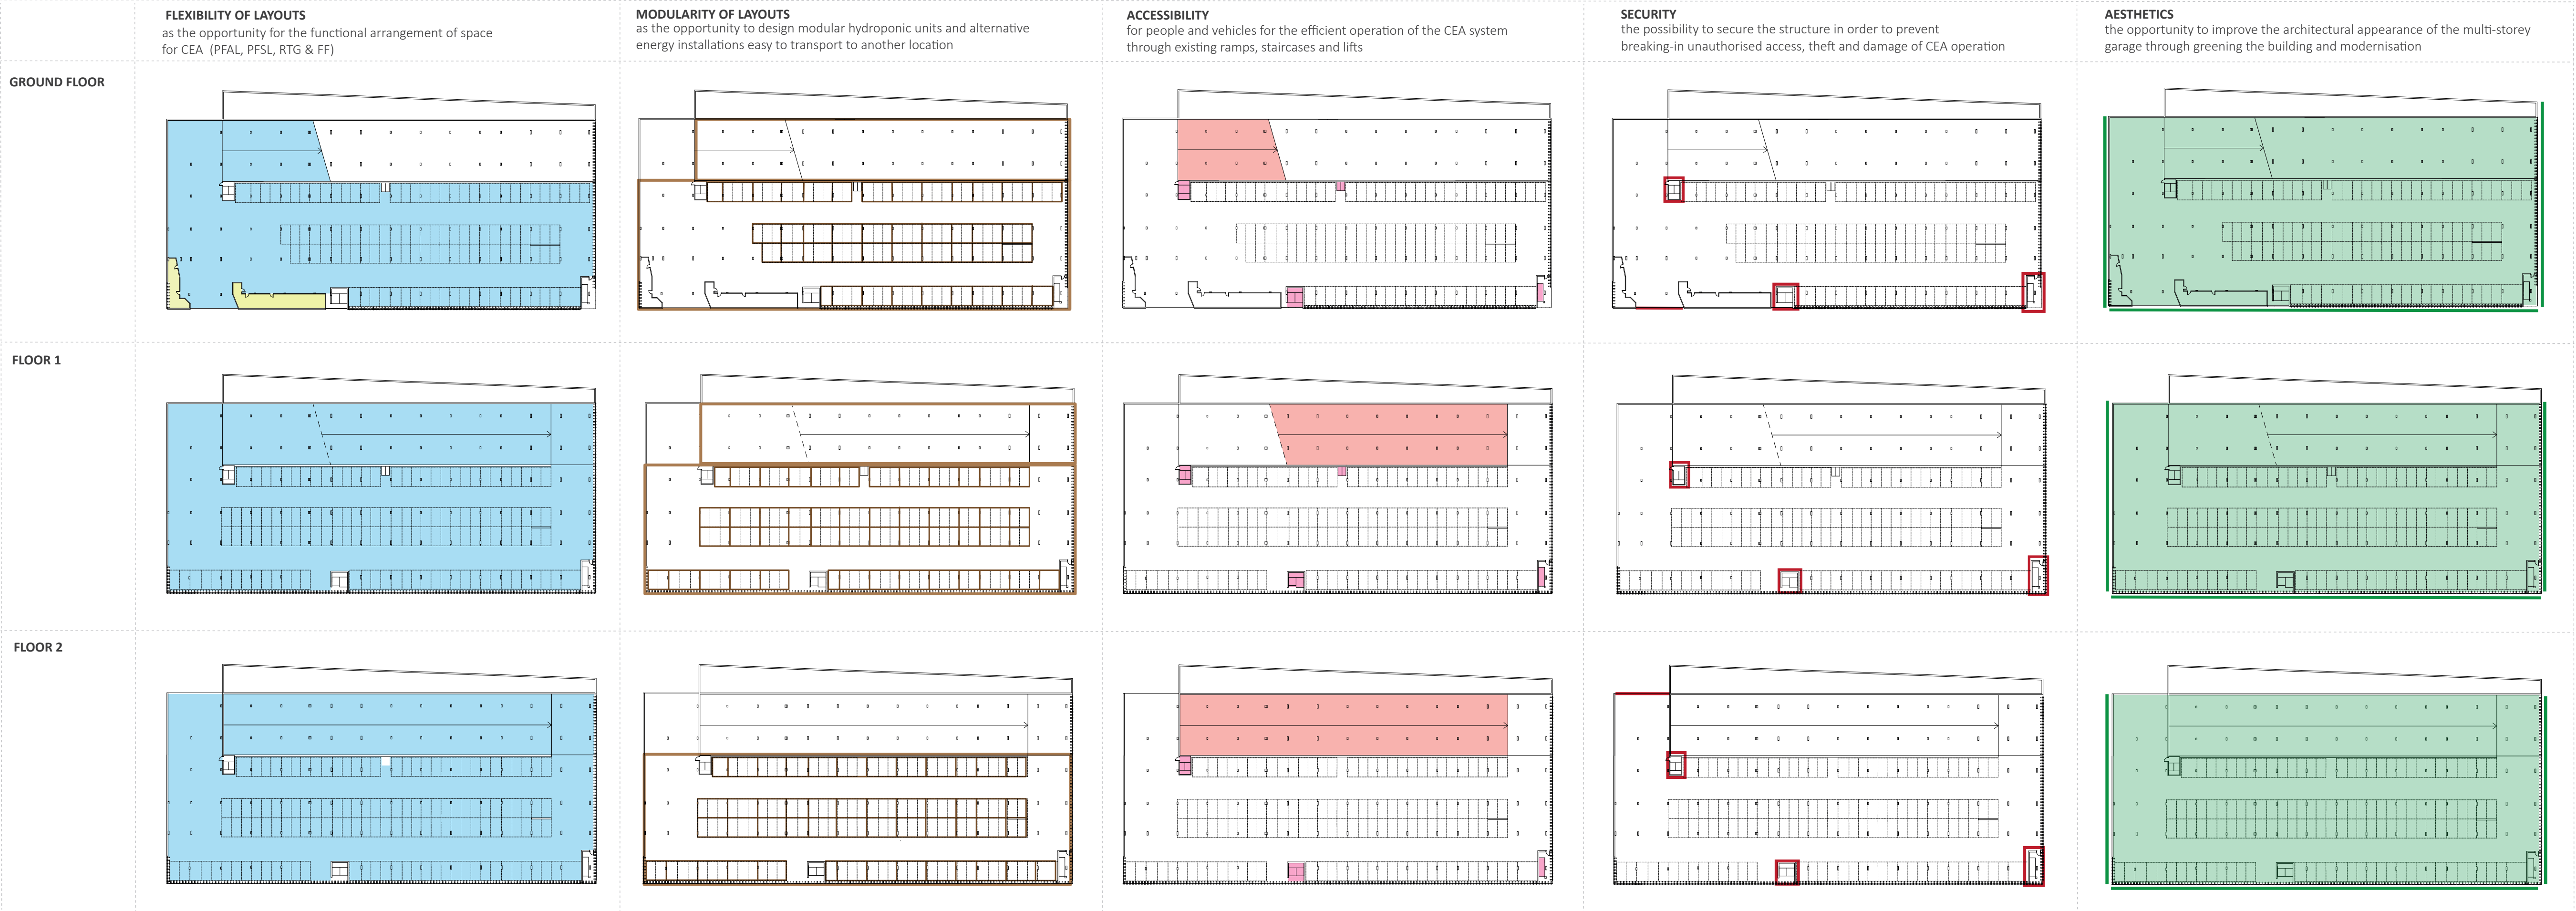 FLEXIBILITY OF LAYOUTS
as the opportunity for the functional arrangement of space
for CEA (PFAL, PFSL, RTG & FF)
MODULARITY OF LAYOUTS
as the opportunity to design modular hydroponic units and alternative
energy installations easy to transport to another location
ACCESSIBILITY
for people and vehicles for the efficient operation of the CEA system
through existing ramps, staircases and lifts
SECURITY
the possibility to secure the structure in order to prevent
breaking-in unauthorised access, theft and damage of CEA operation
AESTHETICS
the opportunity to improve the architectural appearance of the multi-storey
garage through greening the building and modernisation
GROUND FLOOR
FLOOR 1
FLOOR 2